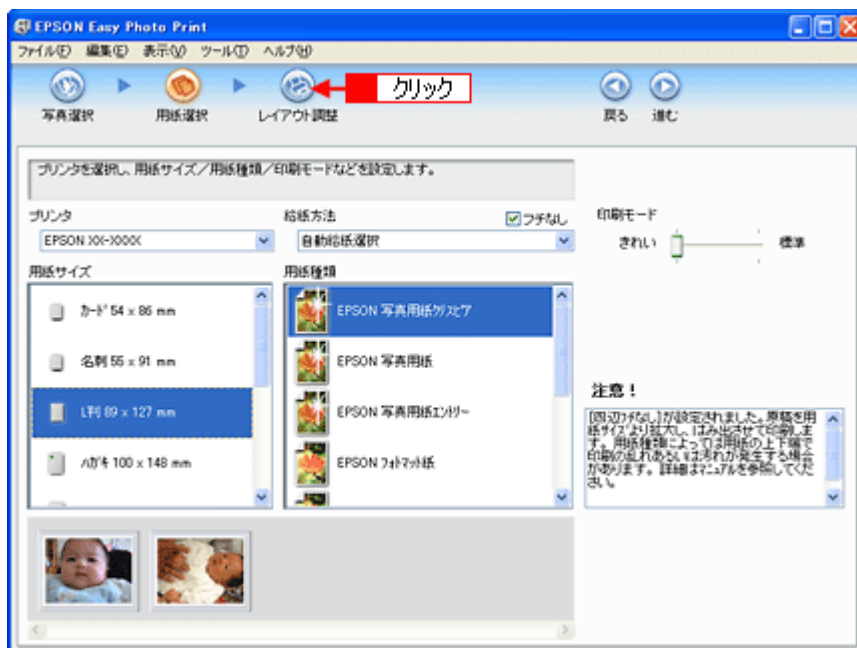 EPSON Easy Photo Print
ファイル(F) 編集(E) 表示(V) ツール(T) ヘルプ(H)
クリック
写真選択 用紙選択 レイアウト調整 戻る 進む
プリンタを選択し、用紙サイズ/用紙種類/印刷モードなどを設定します。
プリンタ 給紙方法 フチなし 印刷モード
EPSON XX-XXXX 自動給紙選択 きれい 標準
用紙サイズ 用紙種類
カード 54 x 86 mm EPSON 写真用紙クリスピア
名刺 55 x 91 mm EPSON 写真用紙
L判 89 x 127 mm EPSON 写真用紙エントリー
ハガキ 100 x 148 mm EPSON フォトマット紙
注意!
[四辺フチなし]が設定されました。原稿を用
紙サイズより拡大し、はみ出させて印刷しま
す。用紙種類によっては用紙の上下端で
印刷の乱れあるいは汚れが発生する場合
があります。詳細はマニュアルを参照してくだ
さい。